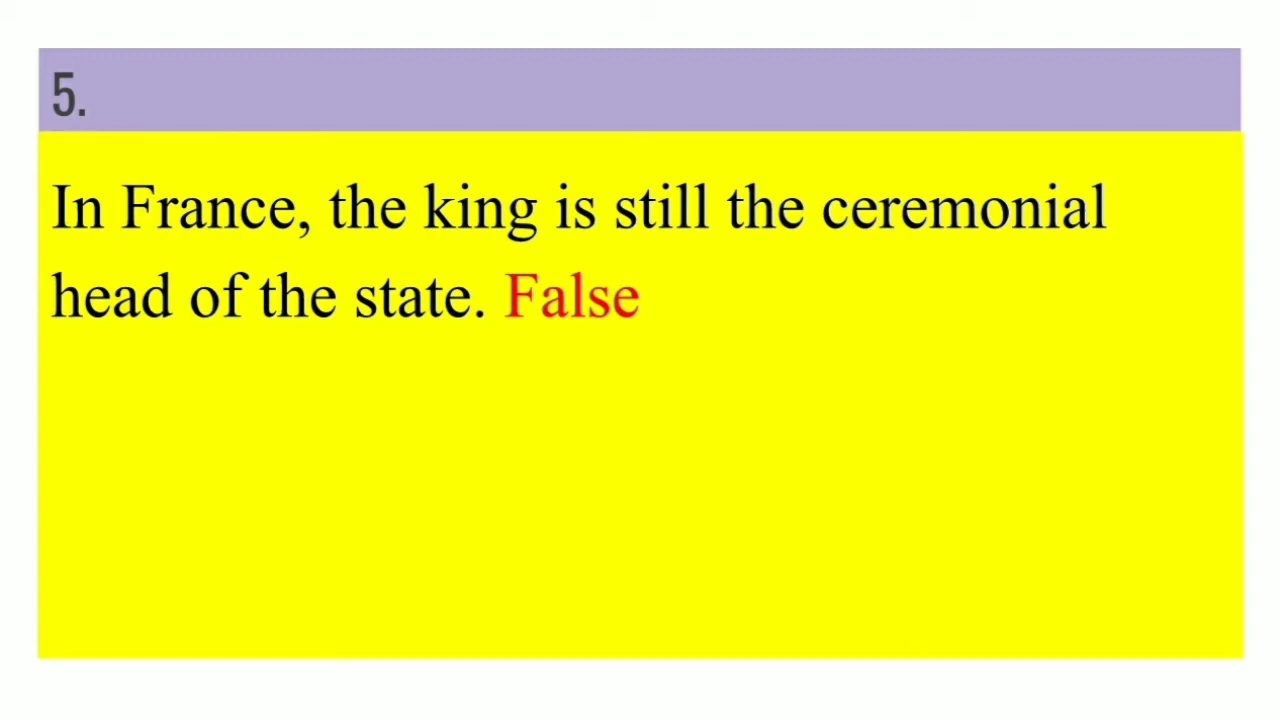 5.
In France, the king is still the ceremonial
head of the state. False